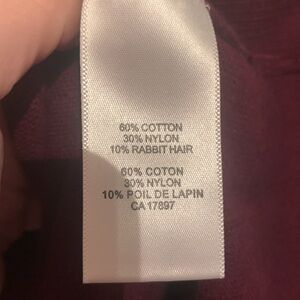 60% COTTON
30% NYLON
10% RABBIT HAIR
60% COTON
30% NYLON
10% POIL DE LAPIN
CA 17897